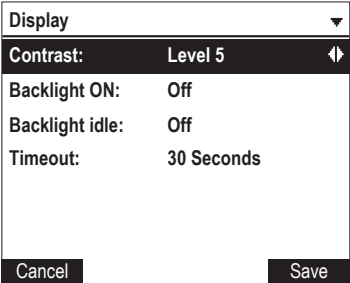 Display
Contrast: Level 5
Backlight ON: Off
Backlight idle: Off
Timeout: 30 Seconds
Cancel Save